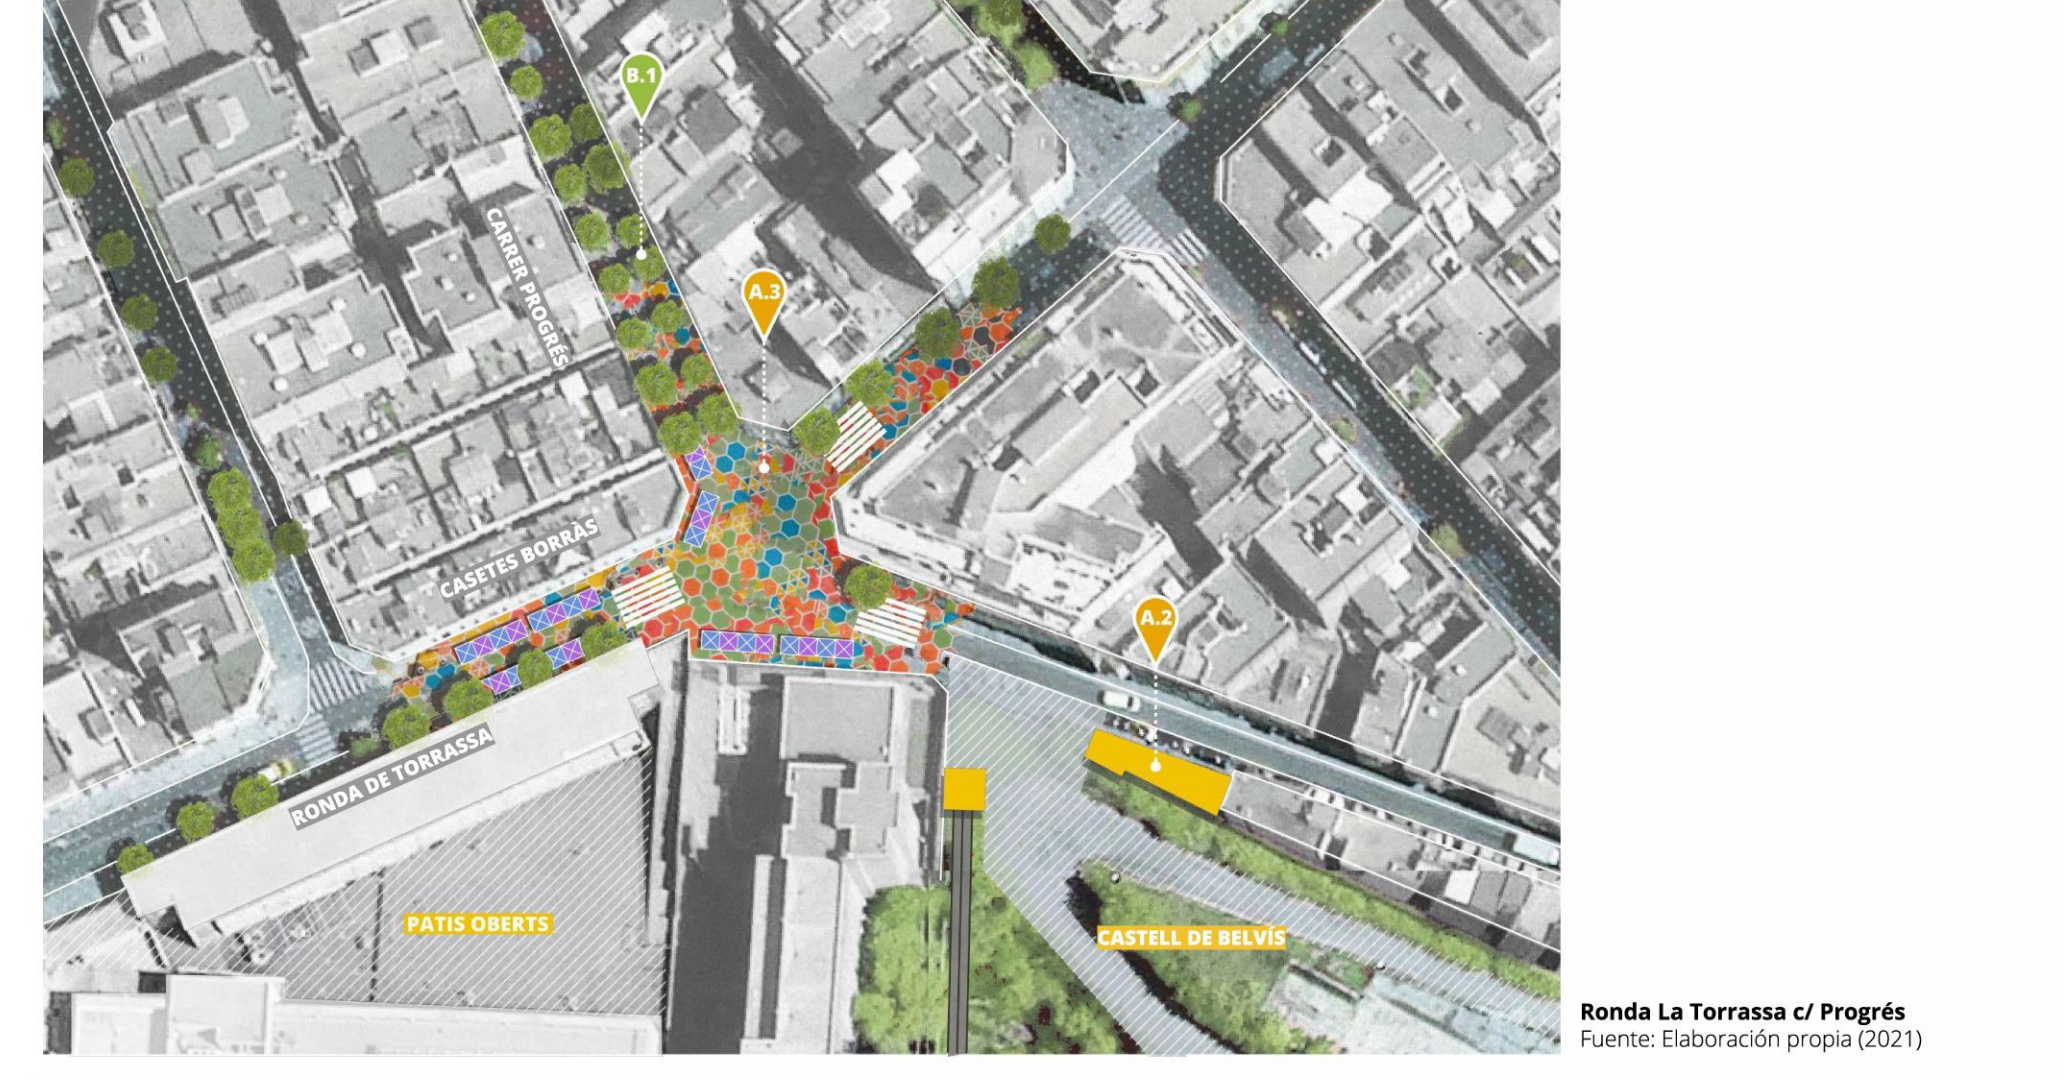 B.1
CARRER PROGRÉS
A.3
CASETES BORRÀS
A.2
RONDA DE TORRASSA
PATIS OBERTS
CASTELL DE BELVÍS
Ronda La Torrassa c/ Progrés
Fuente: Elaboración propia (2021)